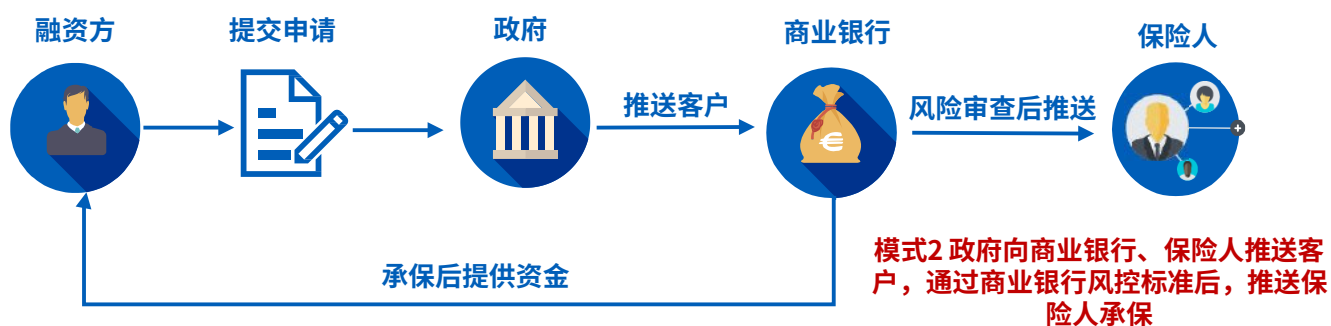 融资方
提交申请
政府
商业银行
保险人
推送客户
风险审查后推送
承保后提供资金
模式2 政府向商业银行、保险人推送客
户，通过商业银行风控标准后，推送保
险人承保